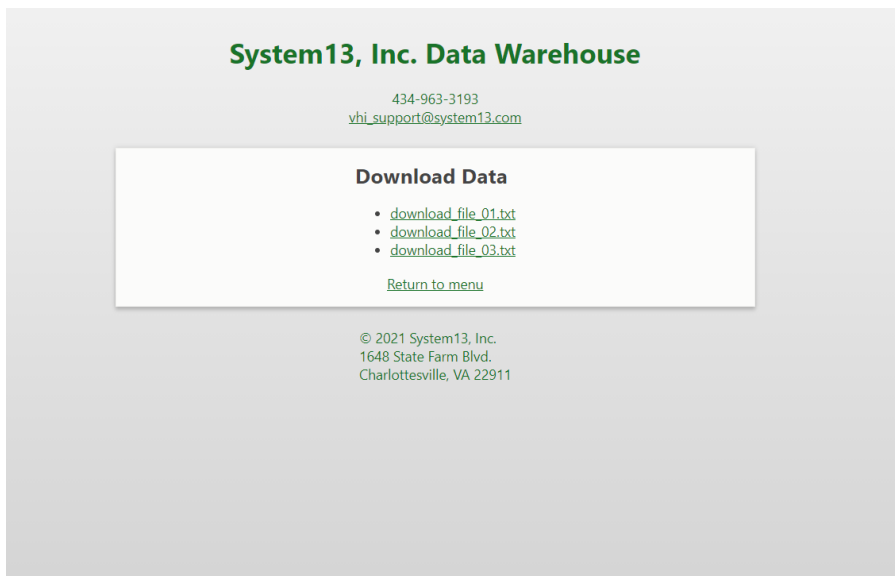 System13, Inc. Data Warehouse
434-963-3193
vhi_support@system13.com
Download Data
• download_file_01.txt
• download_file_02.txt
• download_file_03.txt
Return to menu
© 2021 System13, Inc.
1648 State Farm Blvd.
Charlottesville, VA 22911